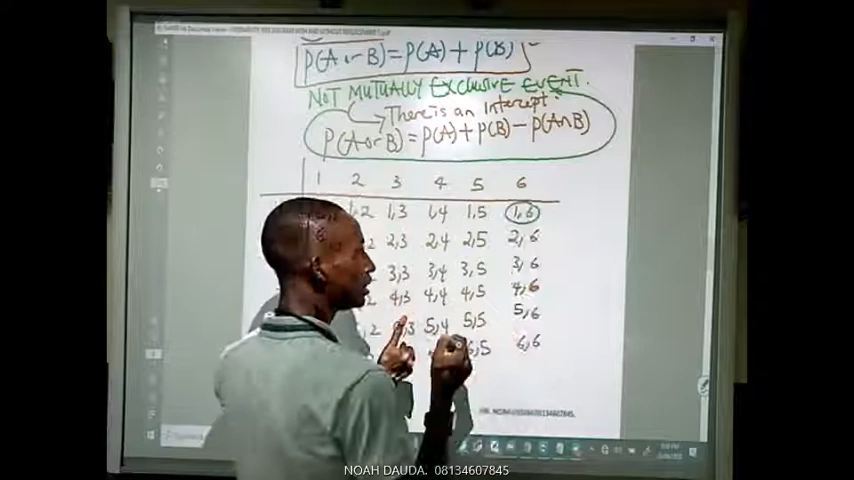 P(A or B) = P(A) + P(B)
NOT MUTUALLY EXCLUSIVE EVENT.
There is an Intercept
P(A or B) = P(A) + P(B) - P(A∩B)
1 2 3 4 5 6
1,2 1,3 1,4 1,5 1,6
2,3 2,4 2,5 2,6
3,3 3,4 3,5 3,6
4,3 4,4 4,5 4,6
5,4 5,5 5,6
6,5 6,6
NOAH DAUDA. 08134607845